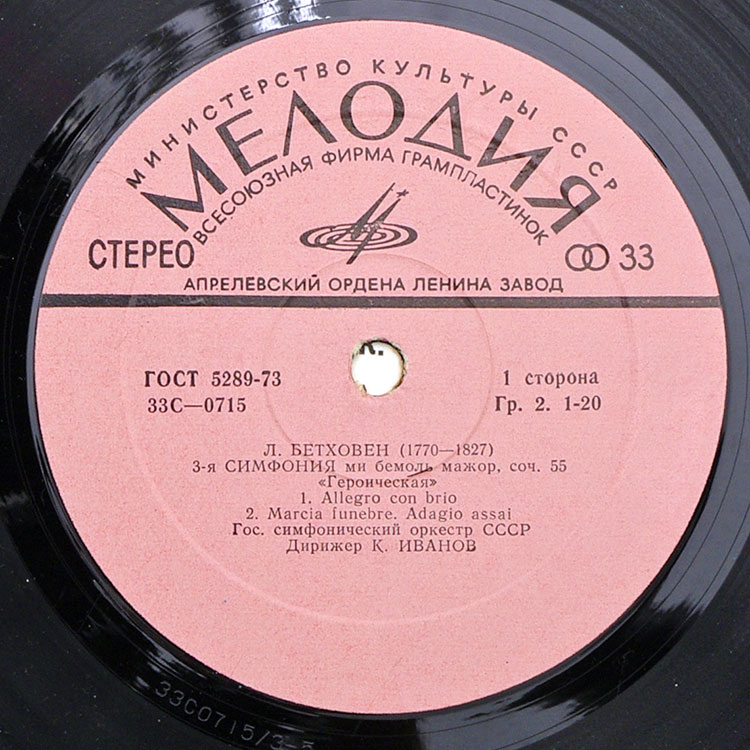 МИНИСТЕРСТВО КУЛЬТУРЫ СССР
МЕЛОДИЯ
ВСЕСОЮЗНАЯ ФИРМА ГРАМПЛАСТИНОК
СТЕРЕО
33
АПРЕЛЕВСКИЙ ОРДЕНА ЛЕНИНА ЗАВОД
ГОСТ 5289-73
1 сторона
33С—0715
Гр. 2. 1-20
Л. БЕТХОВЕН (1770—1827)
3-я СИМФОНИЯ ми бемоль мажор, соч. 55
«Героическая»
1. Allegro con brio
2. Marcia funebre. Adagio assai
Гос. симфонический оркестр СССР
Дирижер К. ИВАНОВ